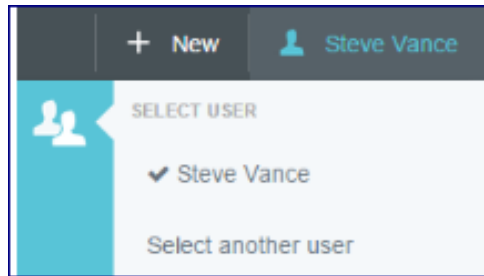 + New Steve Vance
SELECT USER
✔ Steve Vance
Select another user